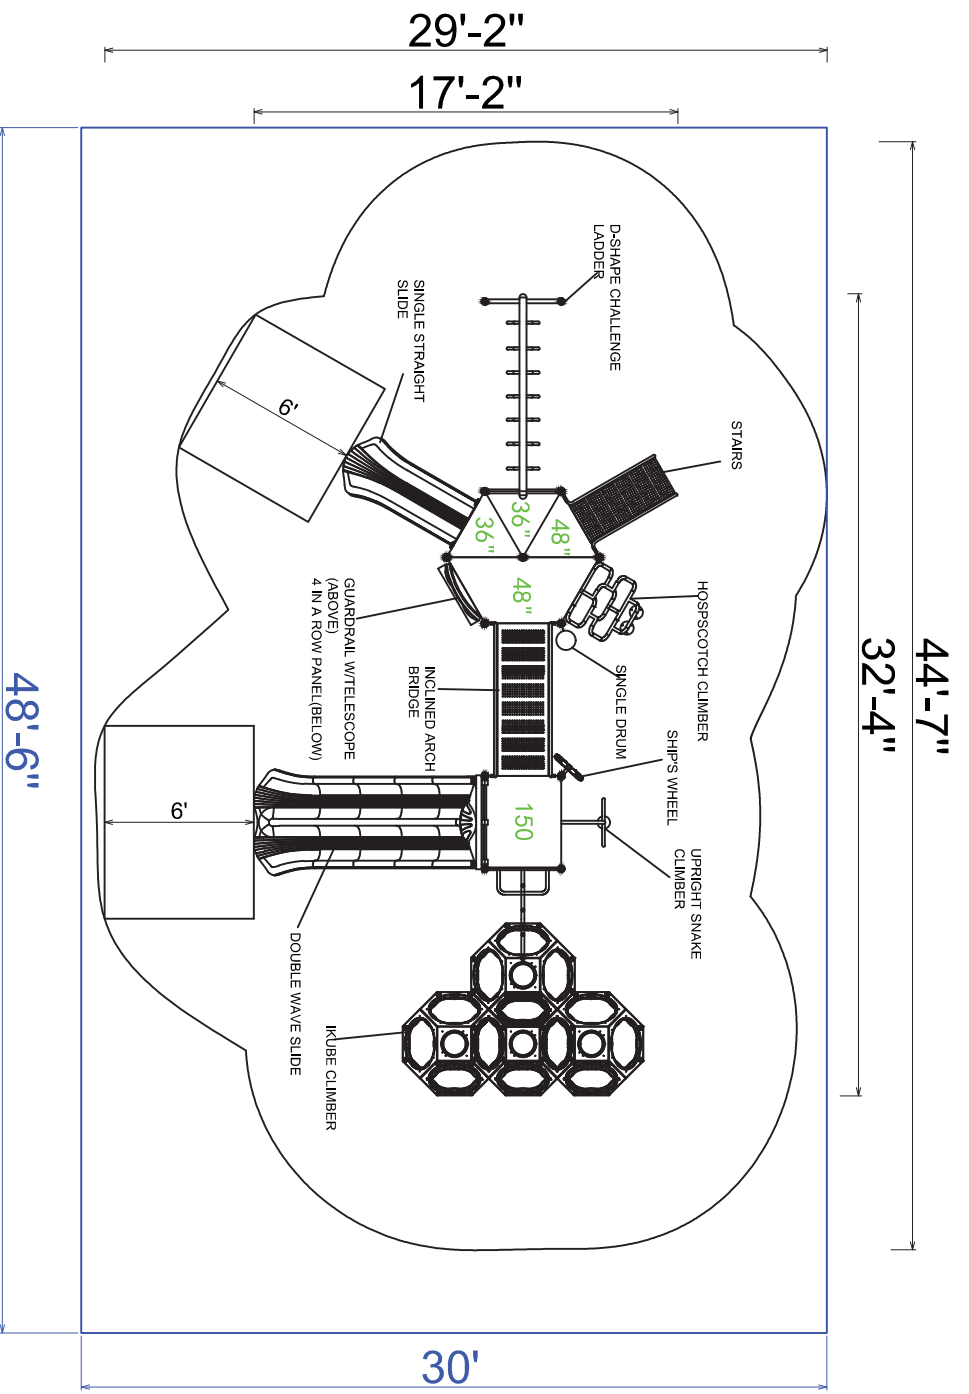 29'-2"
17'-2"
D-SHAPE CHALLENGE
LADDER
SINGLE STRAIGHT
SLIDE
STAIRS
6'
36"
36"
48"
48"
HOSPSCOTCH CLIMBER
GUARDRAIL W/TELESCOPE
(ABOVE)
4 IN A ROW PANEL(BELOW)
INCLINED ARCH
BRIDGE
SINGLE DRUM
SHIP'S WHEEL
44'-7"
32'-4"
48'-6"
6'
150
UPRIGHT SNAKE
CLIMBER
DOUBLE WAVE SLIDE
IKUBE CLIMBER
30'